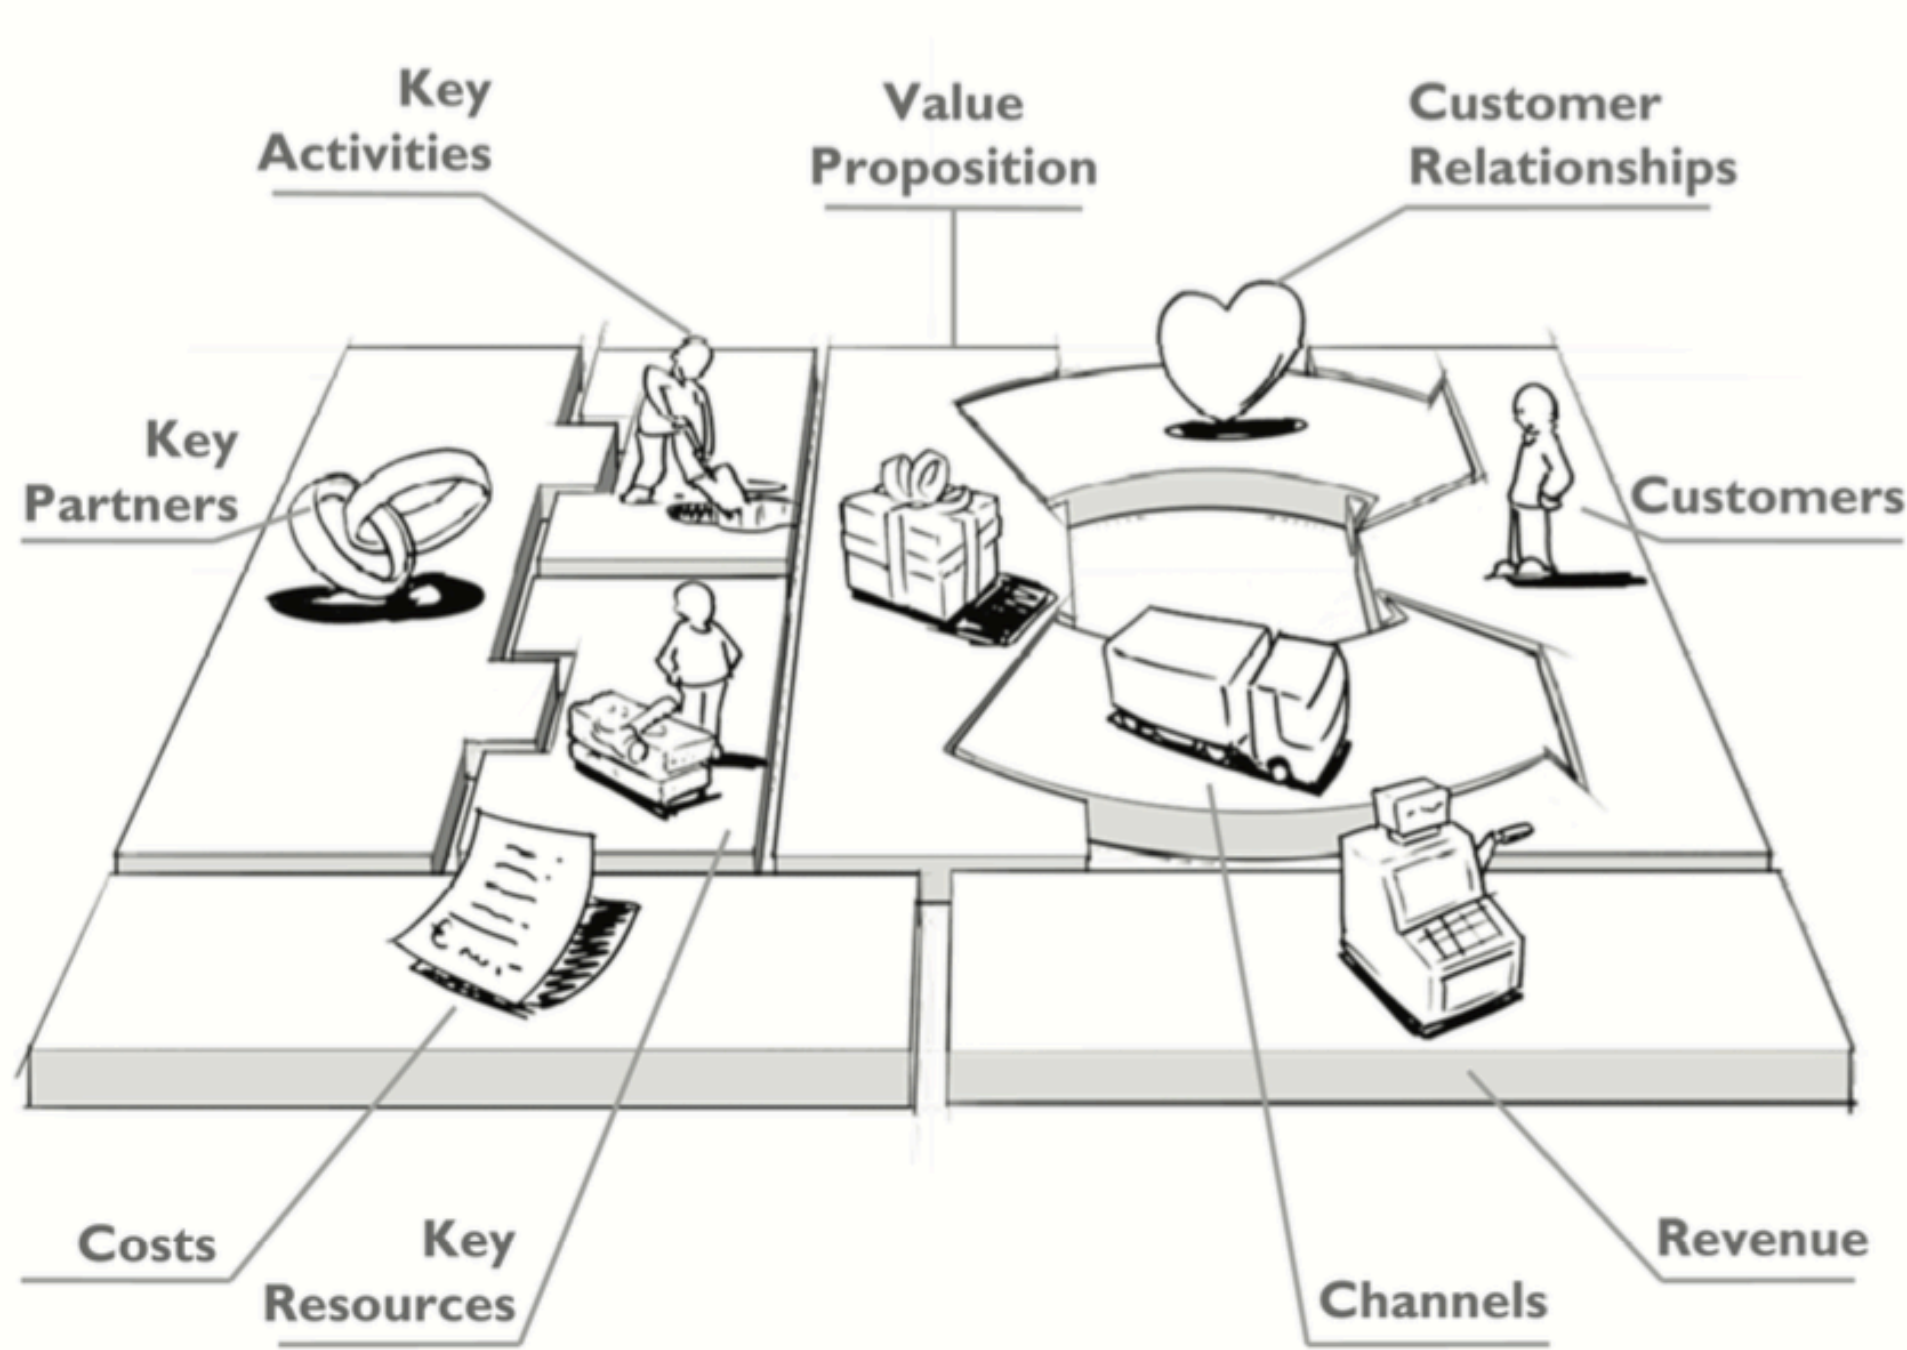 Key
Activities
Value
Proposition
Customer
Relationships
Key
Partners
Customers
Costs
Key
Resources
Channels
Revenue